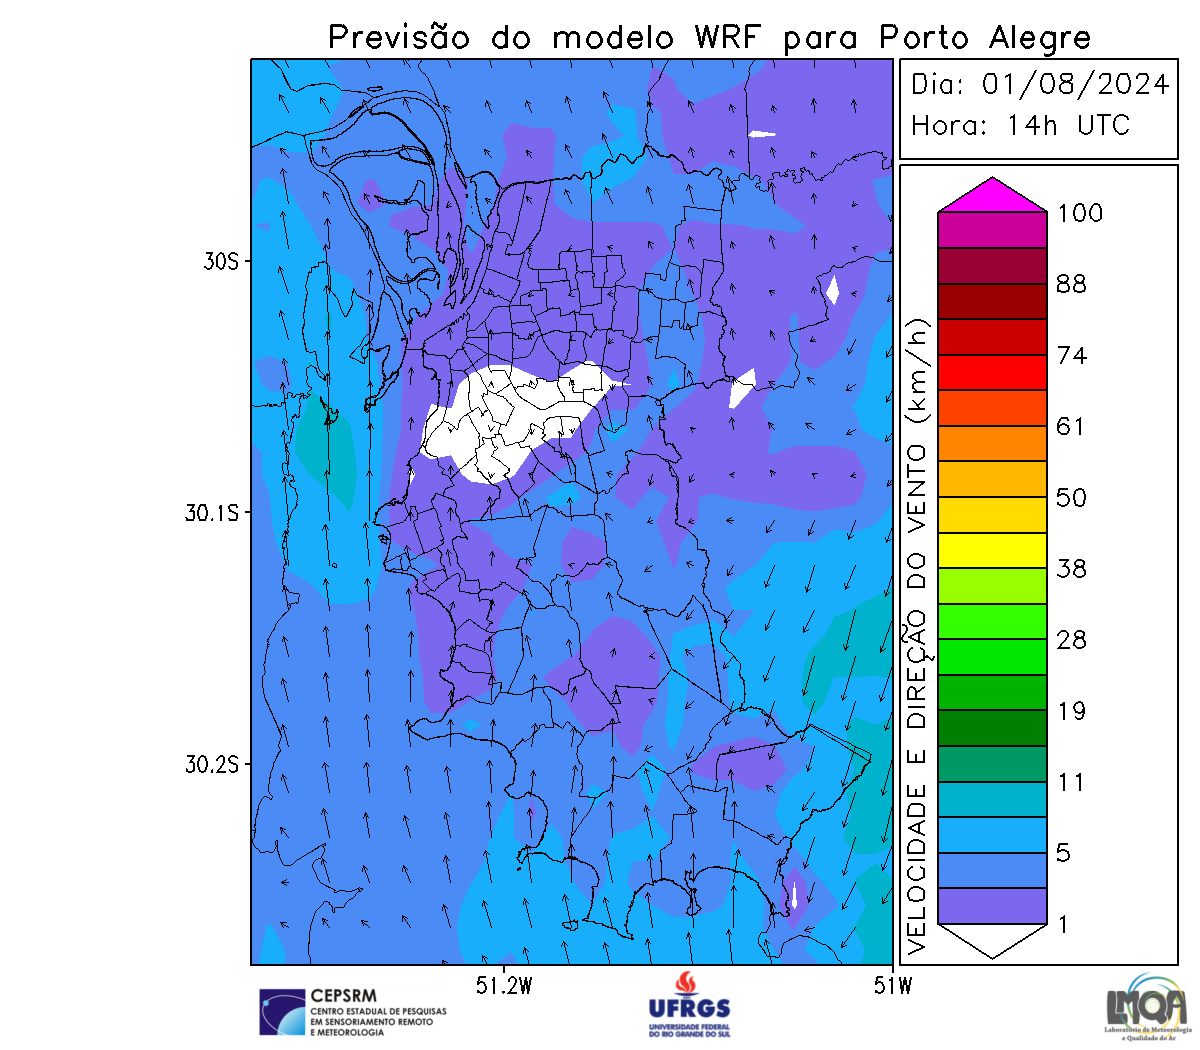 Previsão do modelo WRF para Porto Alegre
Dia: 01/08/2024
Hora: 14h UTC
30S
30.1S
30.2S
51.2W
51W
VELOCIDADE E DIREÇÃO DO VENTO (km/h)
100
88
74
61
50
38
28
19
11
5
1
CEPSRM
CENTRO ESTADUAL DE PESQUISAS
EM SENSORIAMENTO REMOTO
E METEOROLOGIA
UFRGS
UNIVERSIDADE FEDERAL
DO RIO GRANDE DO SUL
LMQA
Laboratório de Meteorologia
e Qualidade do Ar